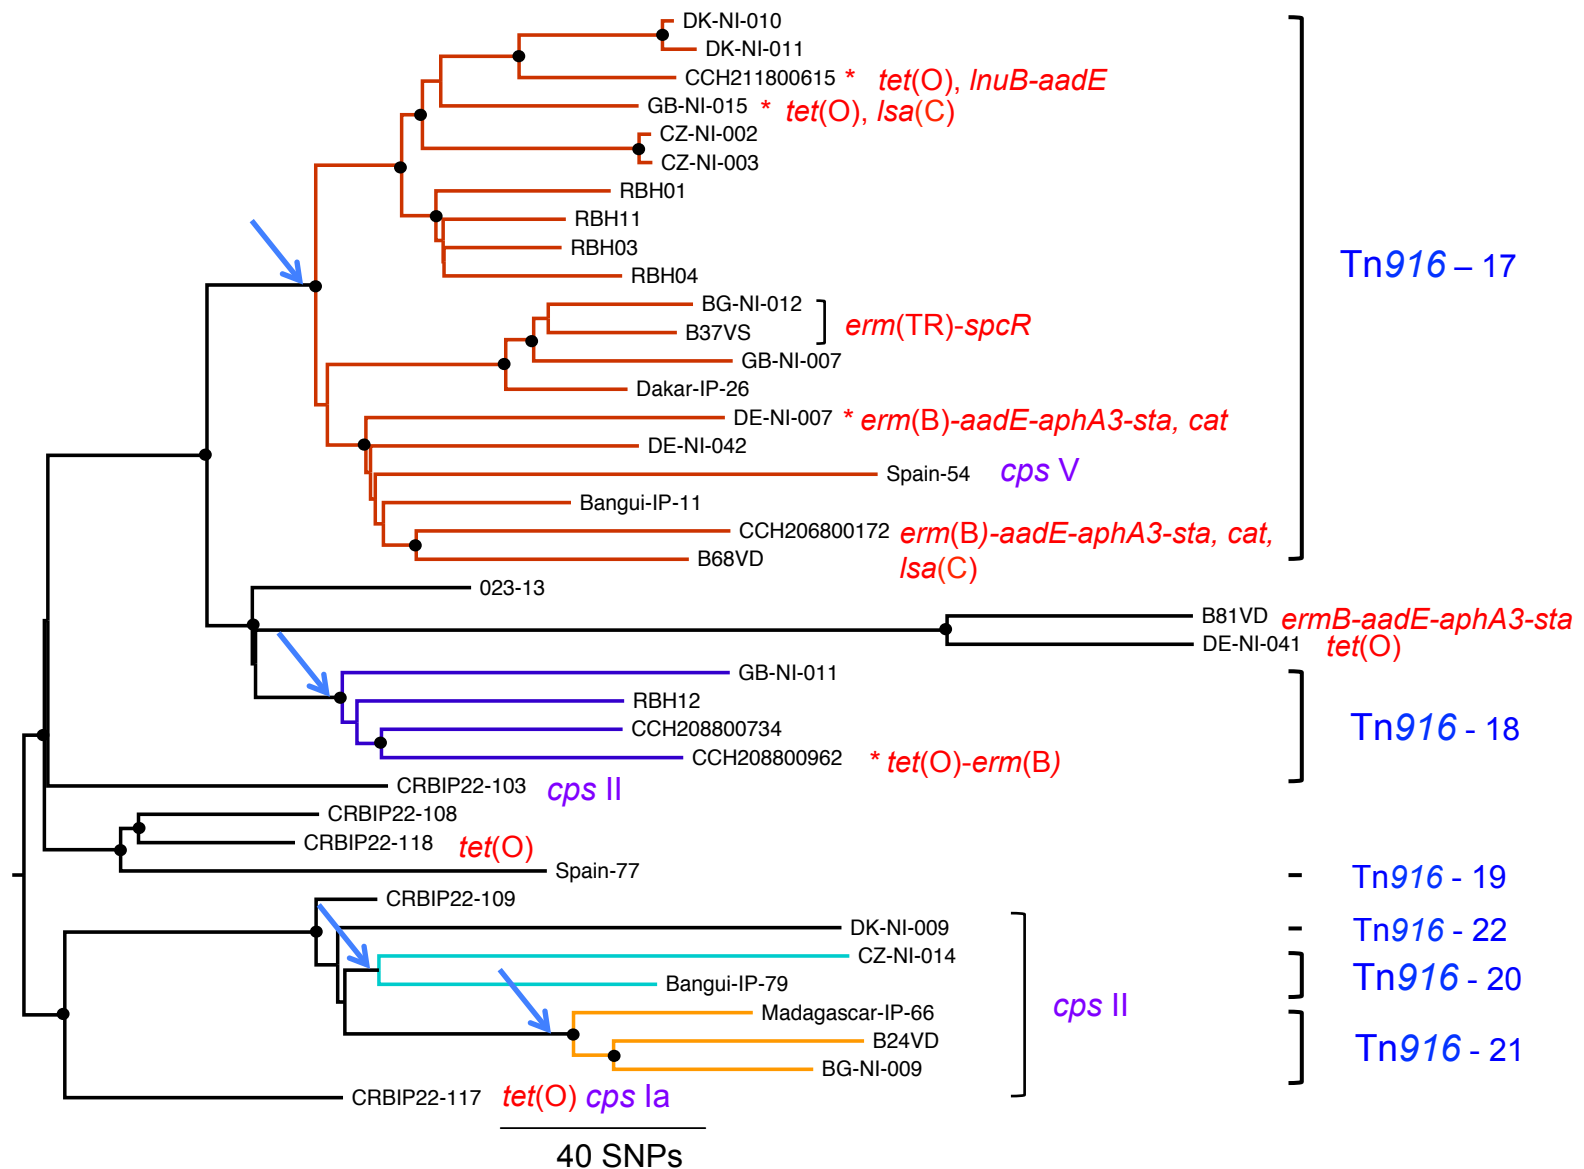 DK-NI-010
DK-NI-011
CCH211800615 * tet(O), lnuB-aadE
GB-NI-015 * tet(O), lsa(C)
CZ-NI-002
CZ-NI-003
RBH01
RBH11
RBH03
RBH04
Tn916 – 17
BG-NI-012
B37VS
erm(TR)-spcR
GB-NI-007
Dakar-IP-26
DE-NI-007 * erm(B)-aadE-aphA3-sta, cat
DE-NI-042
Spain-54 cps V
Bangui-IP-11
CCH206800172 erm(B)-aadE-aphA3-sta, cat,
B68VD lsa(C)
023-13
B81VD ermB-aadE-aphA3-sta
DE-NI-041 tet(O)
GB-NI-011
RBH12
Tn916 - 18
CCH208800734
CCH208800962 * tet(O)-erm(B)
CRBIP22-103 cps II
CRBIP22-108
CRBIP22-118 tet(O)
Spain-77 Tn916 - 19
CRBIP22-109
DK-NI-009 Tn916 - 22
CZ-NI-014
Tn916 - 20
Bangui-IP-79
cps II
Madagascar-IP-66
B24VD
Tn916 - 21
BG-NI-009
CRBIP22-117 tet(O) cps Ia
40 SNPs